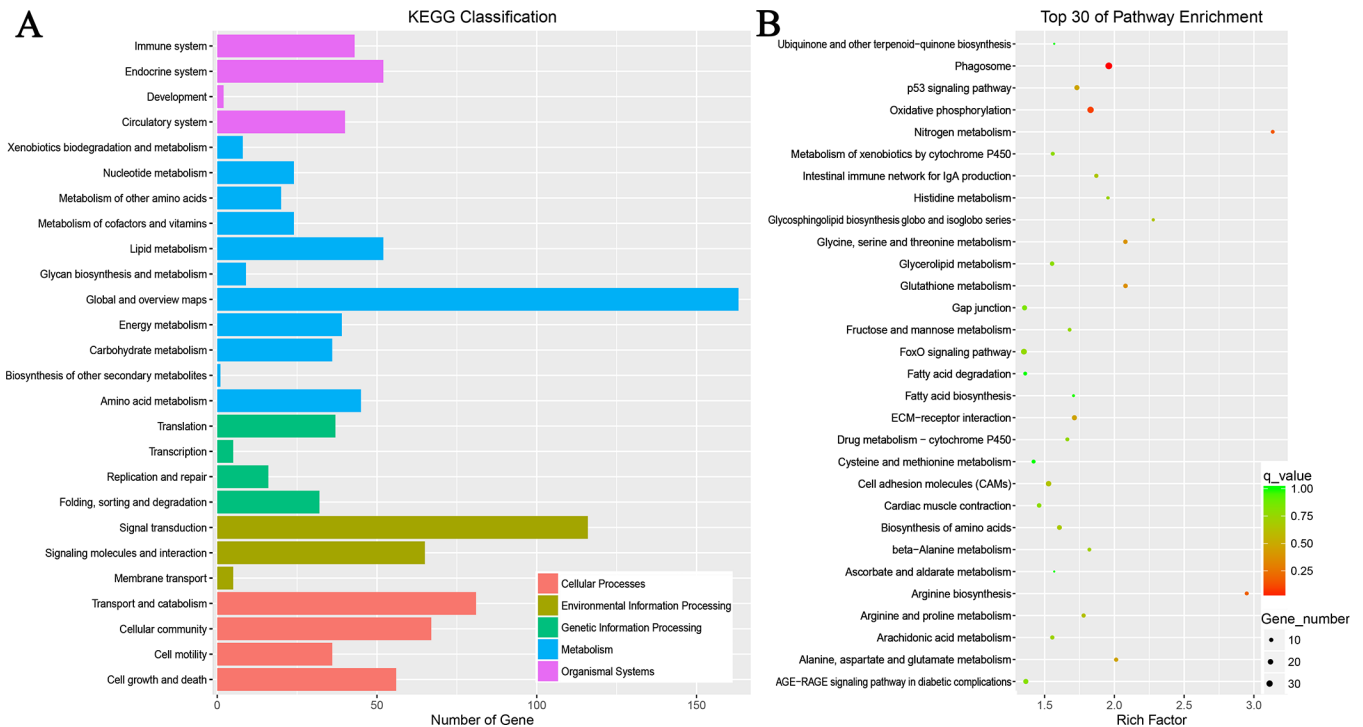 A
KEGG Classification
Immune system
Endocrine system
Development
Circulatory system
Xenobiotics biodegradation and metabolism
Nucleotide metabolism
Metabolism of other amino acids
Metabolism of cofactors and vitamins
Lipid metabolism
Glycan biosynthesis and metabolism
Global and overview maps
Energy metabolism
Carbohydrate metabolism
Biosynthesis of other secondary metabolites
Amino acid metabolism
Translation
Transcription
Replication and repair
Folding, sorting and degradation
Signal transduction
Signaling molecules and interaction
Membrane transport
Transport and catabolism
Cellular community
Cell motility
Cell growth and death
Cellular Processes
Environmental Information Processing
Genetic Information Processing
Metabolism
Organismal Systems
0 50 100 150
Number of Gene
B
Top 30 of Pathway Enrichment
Ubiquinone and other terpenoid-quinone biosynthesis
Phagosome
p53 signaling pathway
Oxidative phosphorylation
Nitrogen metabolism
Metabolism of xenobiotics by cytochrome P450
Intestinal immune network for IgA production
Histidine metabolism
Glycosphingolipid biosynthesis globo and isoglobo series
Glycine, serine and threonine metabolism
Glycerolipid metabolism
Glutathione metabolism
Gap junction
Fructose and mannose metabolism
FoxO signaling pathway
Fatty acid degradation
Fatty acid biosynthesis
ECM-receptor interaction
Drug metabolism - cytochrome P450
Cysteine and methionine metabolism
Cell adhesion molecules (CAMs)
Cardiac muscle contraction
Biosynthesis of amino acids
beta-Alanine metabolism
Ascorbate and aldarate metabolism
Arginine biosynthesis
Arginine and proline metabolism
Arachidonic acid metabolism
Alanine, aspartate and glutamate metabolism
AGE-RAGE signaling pathway in diabetic complications
1.5 2.0 2.5 3.0
Rich Factor
q_value
1.00
0.75
0.50
0.25
Gene_number
10
20
30